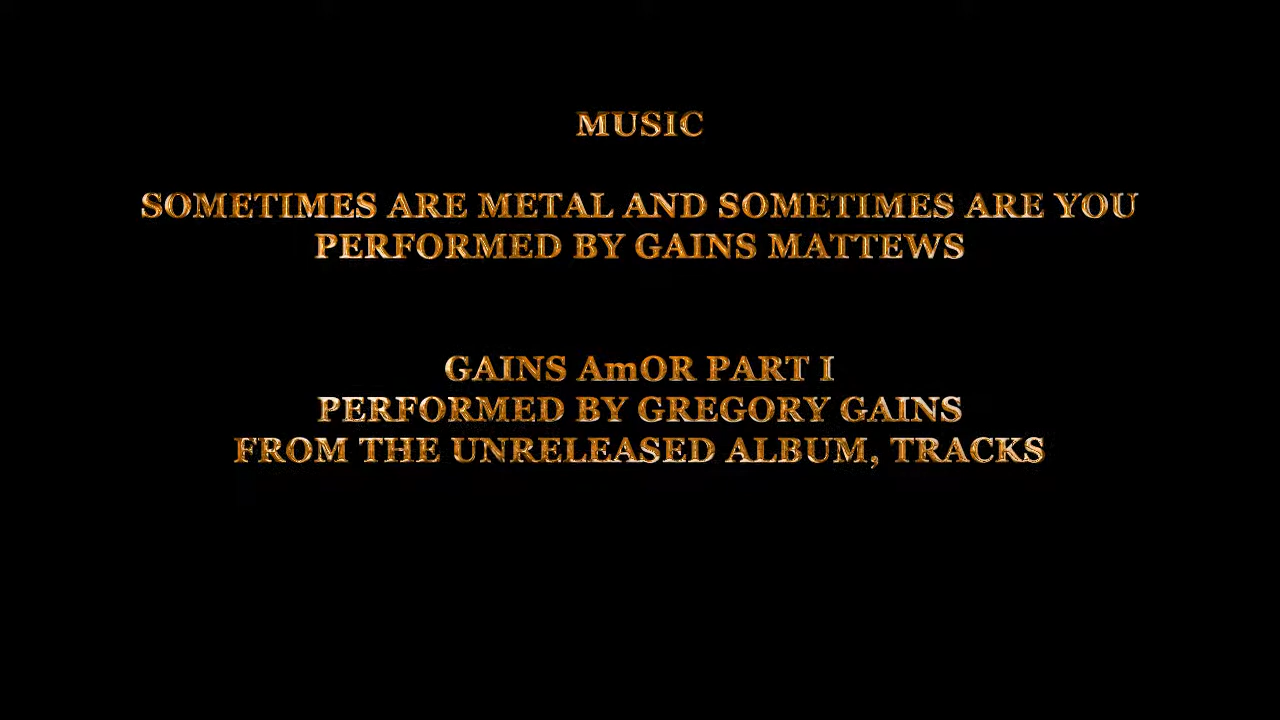 MUSIC
SOMETIMES ARE METAL AND SOMETIMES ARE YOU
PERFORMED BY GAINS MATTEWS
GAINS AmOR PART I
PERFORMED BY GREGORY GAINS
FROM THE UNRELEASED ALBUM, TRACKS